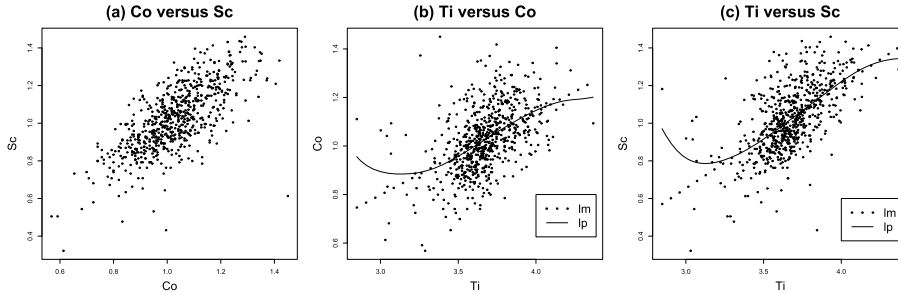 (a) Co versus Sc
Sc
0.4 0.6 0.8 1.0 1.2 1.4
0.6 0.8 1.0 1.2 1.4
Co
(b) Ti versus Co
Co
0.6 0.8 1.0 1.2 1.4
3.0 3.5 4.0
Ti
lm
lp
(c) Ti versus Sc
Sc
0.4 0.6 0.8 1.0 1.2 1.4
3.0 3.5 4.0
Ti
lm
lp